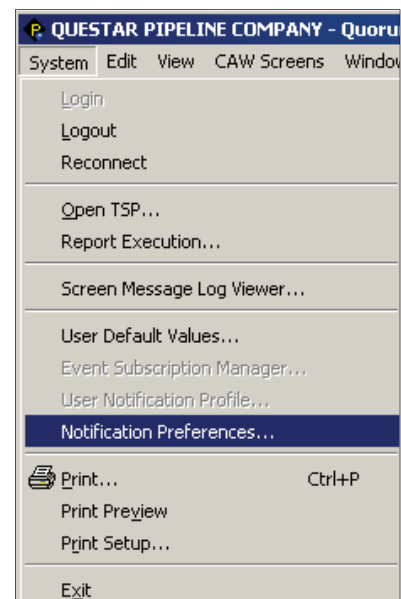 QUESTAR PIPELINE COMPANY - Quoru
System Edit View CAW Screens Window
Login
Logout
Reconnect
Open TSP...
Report Execution...
Screen Message Log Viewer...
User Default Values...
Event Subscription Manager...
User Notification Profile...
Notification Preferences...
Print... Ctrl+P
Print Preview
Print Setup...
Exit